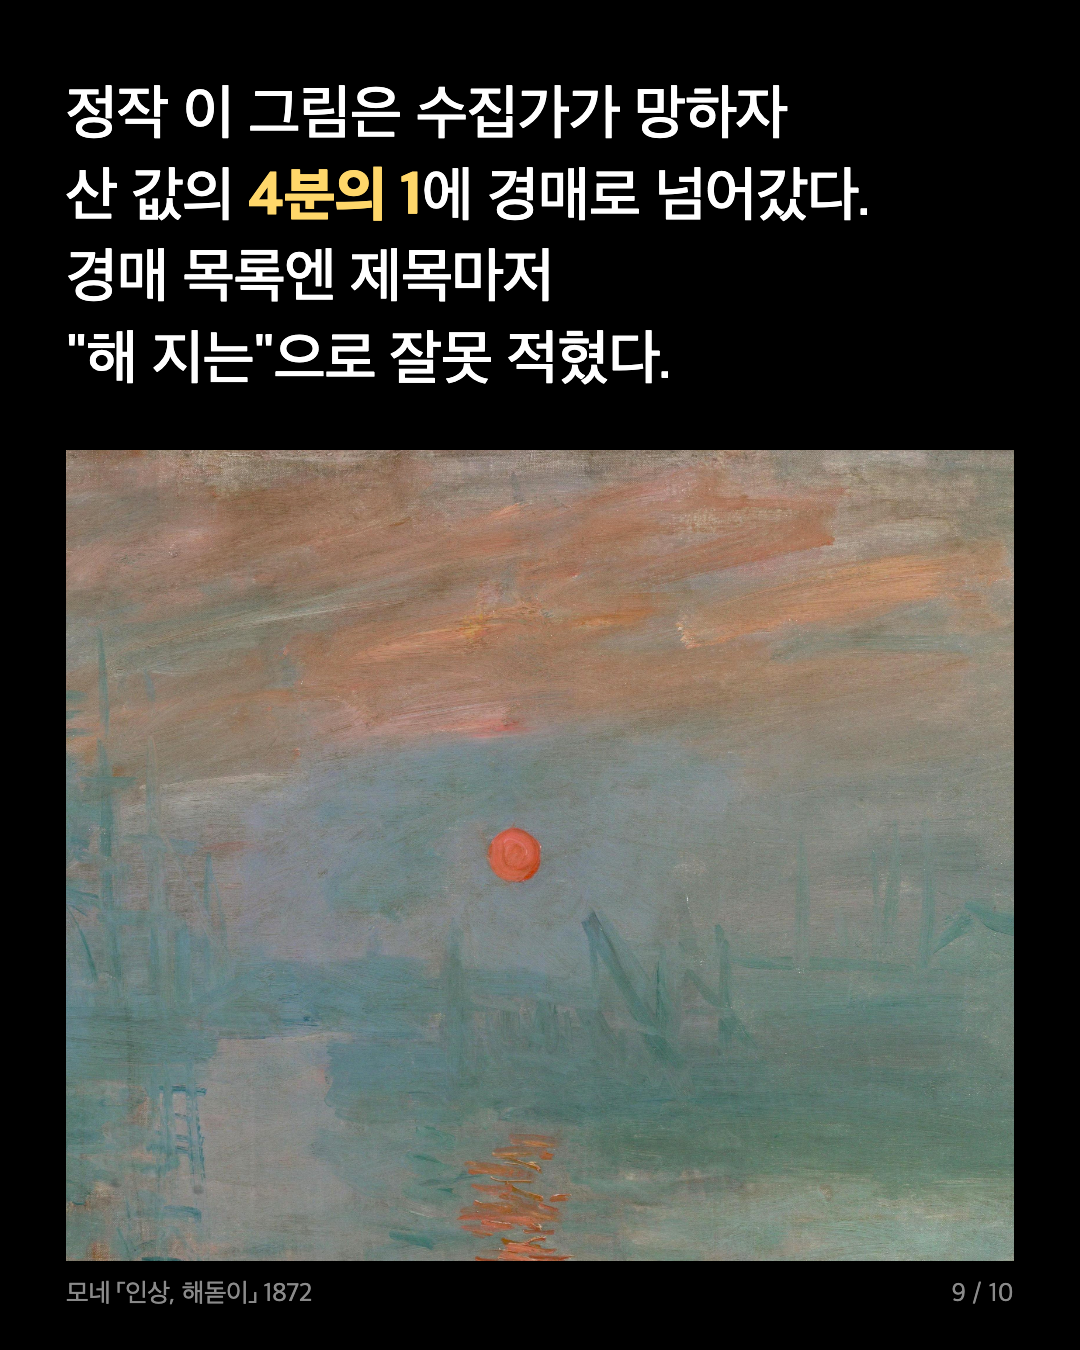 정작 이 그림은 수집가가 망하자
산 값의 4분의 1에 경매로 넘어갔다.
경매 목록엔 제목마저
"해 지는"으로 잘못 적혔다.
모네 「인상, 해돋이」 1872
9 / 10